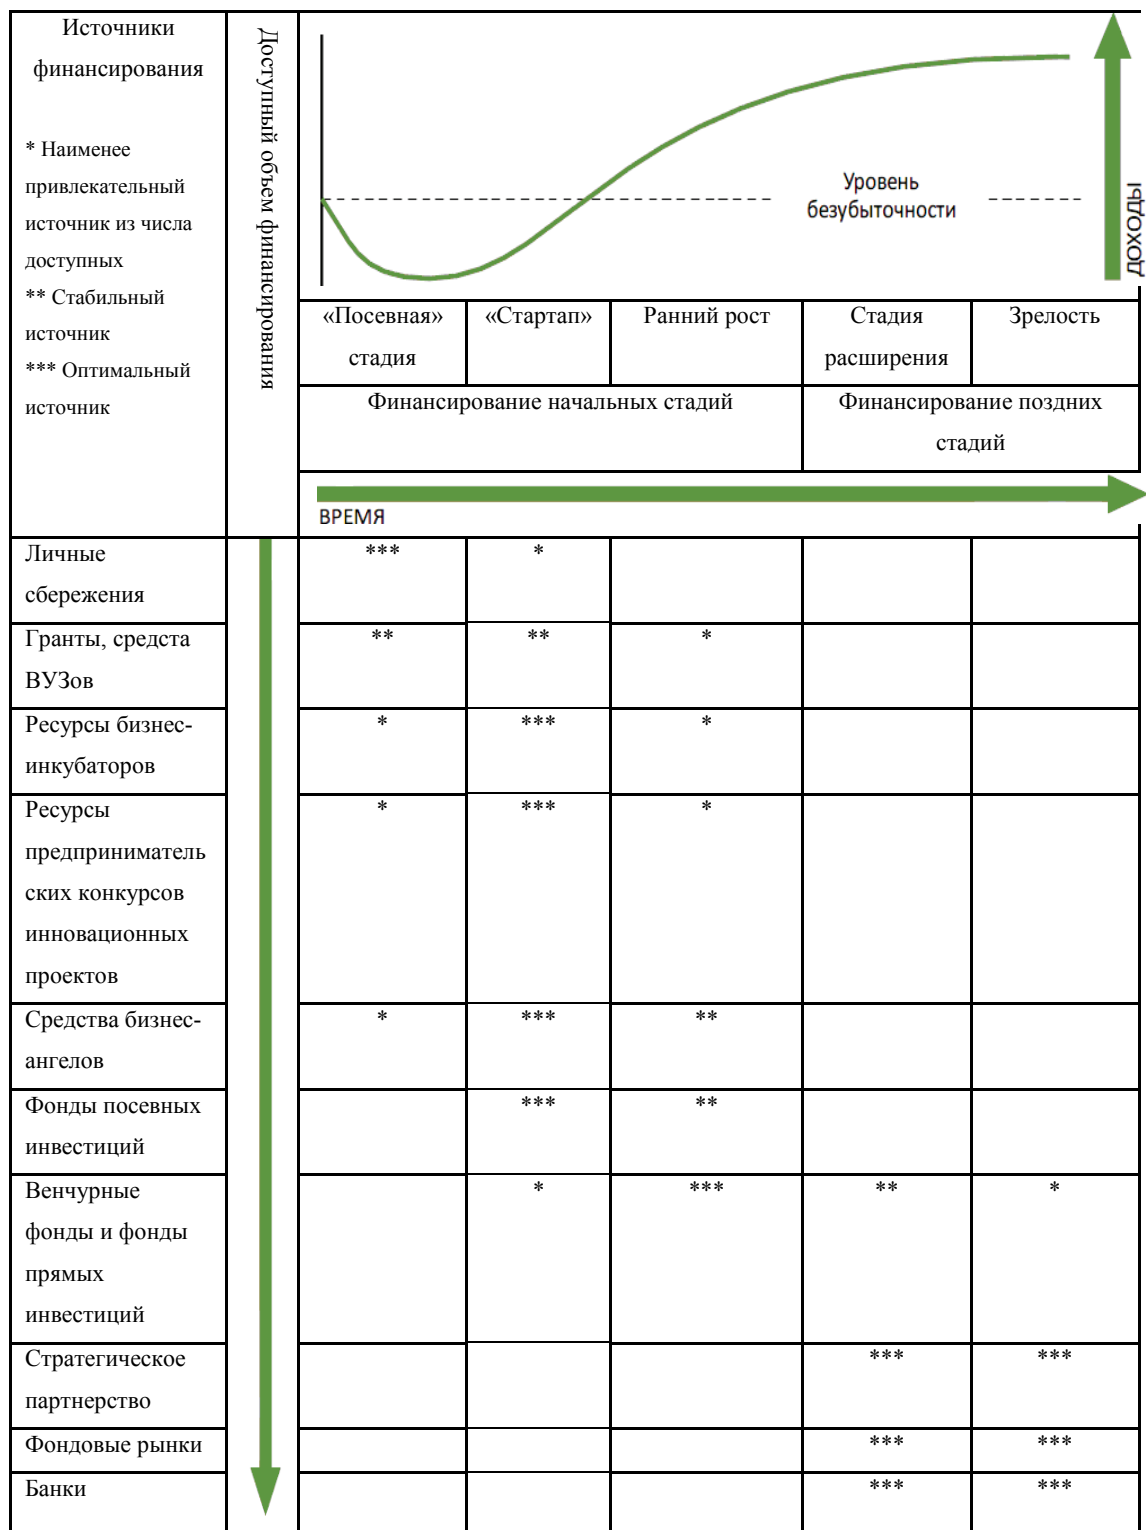 Источники
финансирования
* Наименее
привлекательный
источник из числа
доступных
** Стабильный
источник
*** Оптимальный
источник
Доступный объем финансирования
Уровень
безубыточности
ДОХОДЫ
«Посевная»
стадия
«Стартап»
Ранний рост
Стадия
расширения
Зрелость
Финансирование начальных стадий
Финансирование поздних
стадий
ВРЕМЯ
Личные
сбережения
*** *
Гранты, средста
ВУЗов
** ** *
Ресурсы бизнес-
инкубаторов
* *** *
Ресурсы
предприниматель
ских конкурсов
инновационных
проектов
* *** *
Средства бизнес-
ангелов
* *** **
Фонды посевных
инвестиций
*** **
Венчурные
фонды и фонды
прямых
инвестиций
* *** ** *
Стратегическое
партнерство
*** ***
Фондовые рынки
*** ***
Банки
*** ***